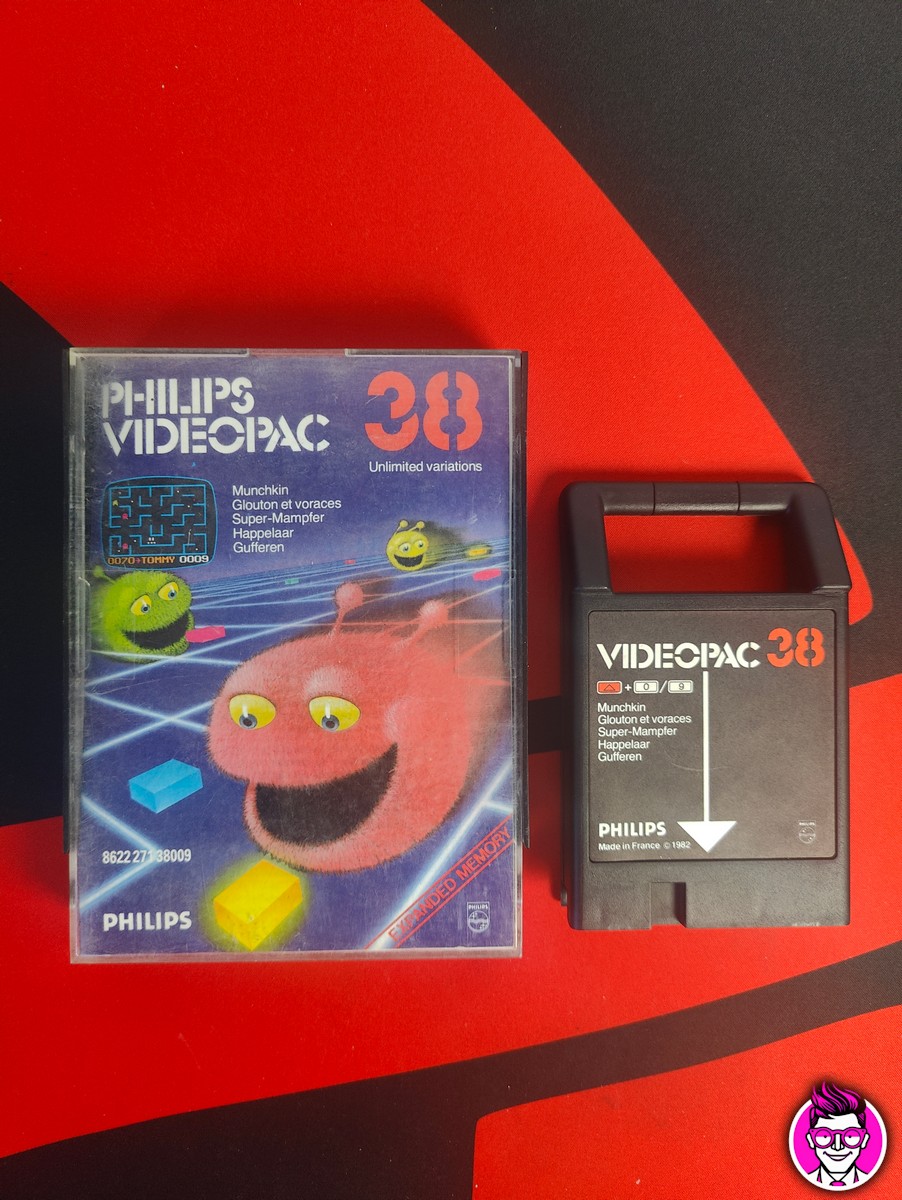 PHILIPS
VIDEOPAC
38
Unlimited variations
Munchkin
Glouton et voraces
Super-Mampfer
Happelaar
Gufferen
0070+TOMMY 0009
8622 271 38009
EXPANDED MEMORY
PHILIPS
PHILIPS
VIDEOPAC 38
+ 0 / 9
Munchkin
Glouton et voraces
Super-Mampfer
Happelaar
Gufferen
PHILIPS
Made in France © 1982
PHILIPS